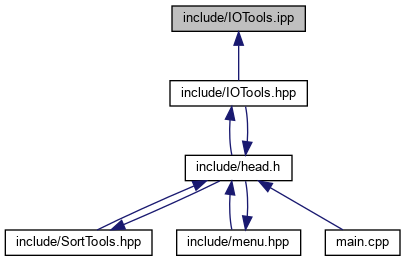 include/IOTools.ipp
include/IOTools.hpp
include/head.h
include/SortTools.hpp
include/menu.hpp
main.cpp